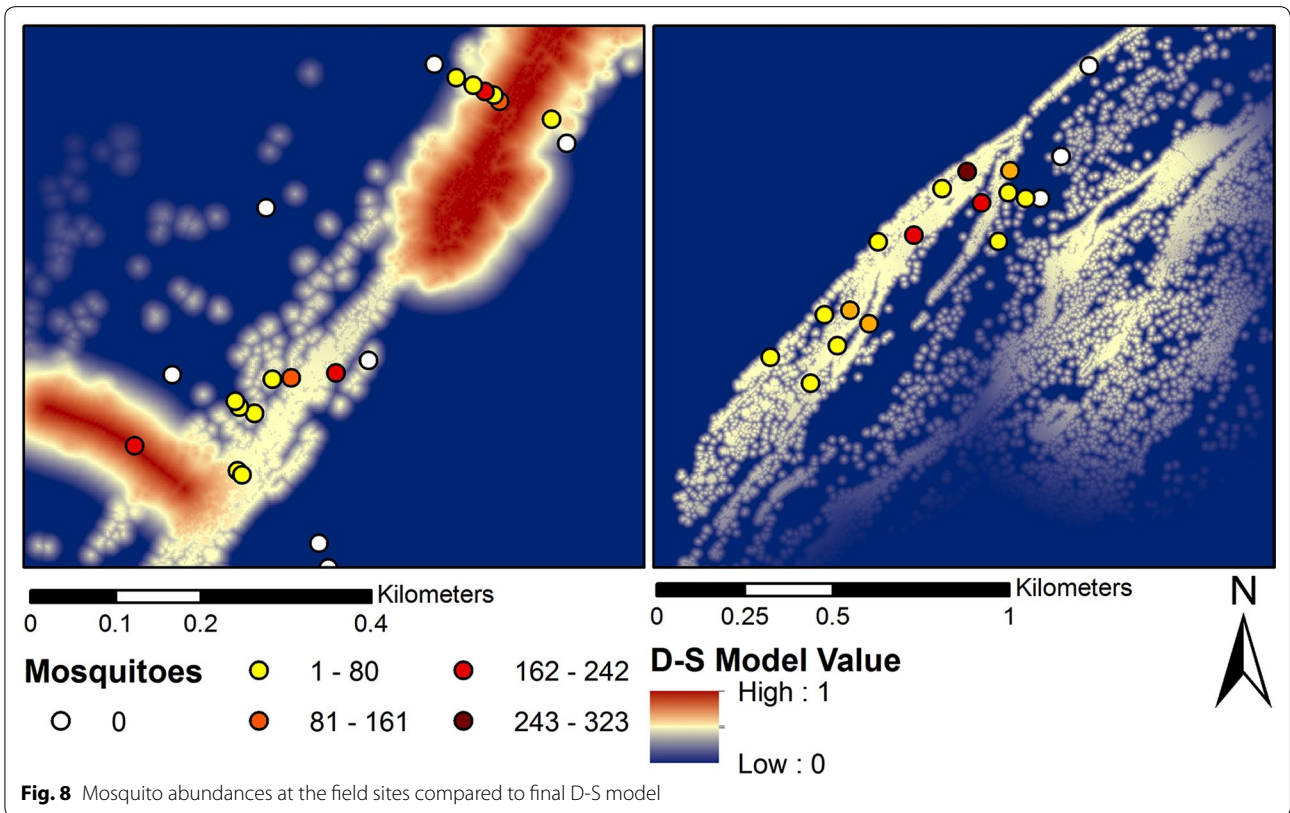 Kilometers
0 0.1 0.2 0.4
Kilometers
0 0.25 0.5 1
N
Mosquitoes
1 - 80
162 - 242
0
81 - 161
243 - 323
D-S Model Value
High : 1
Low : 0
Fig. 8 Mosquito abundances at the field sites compared to final D-S model